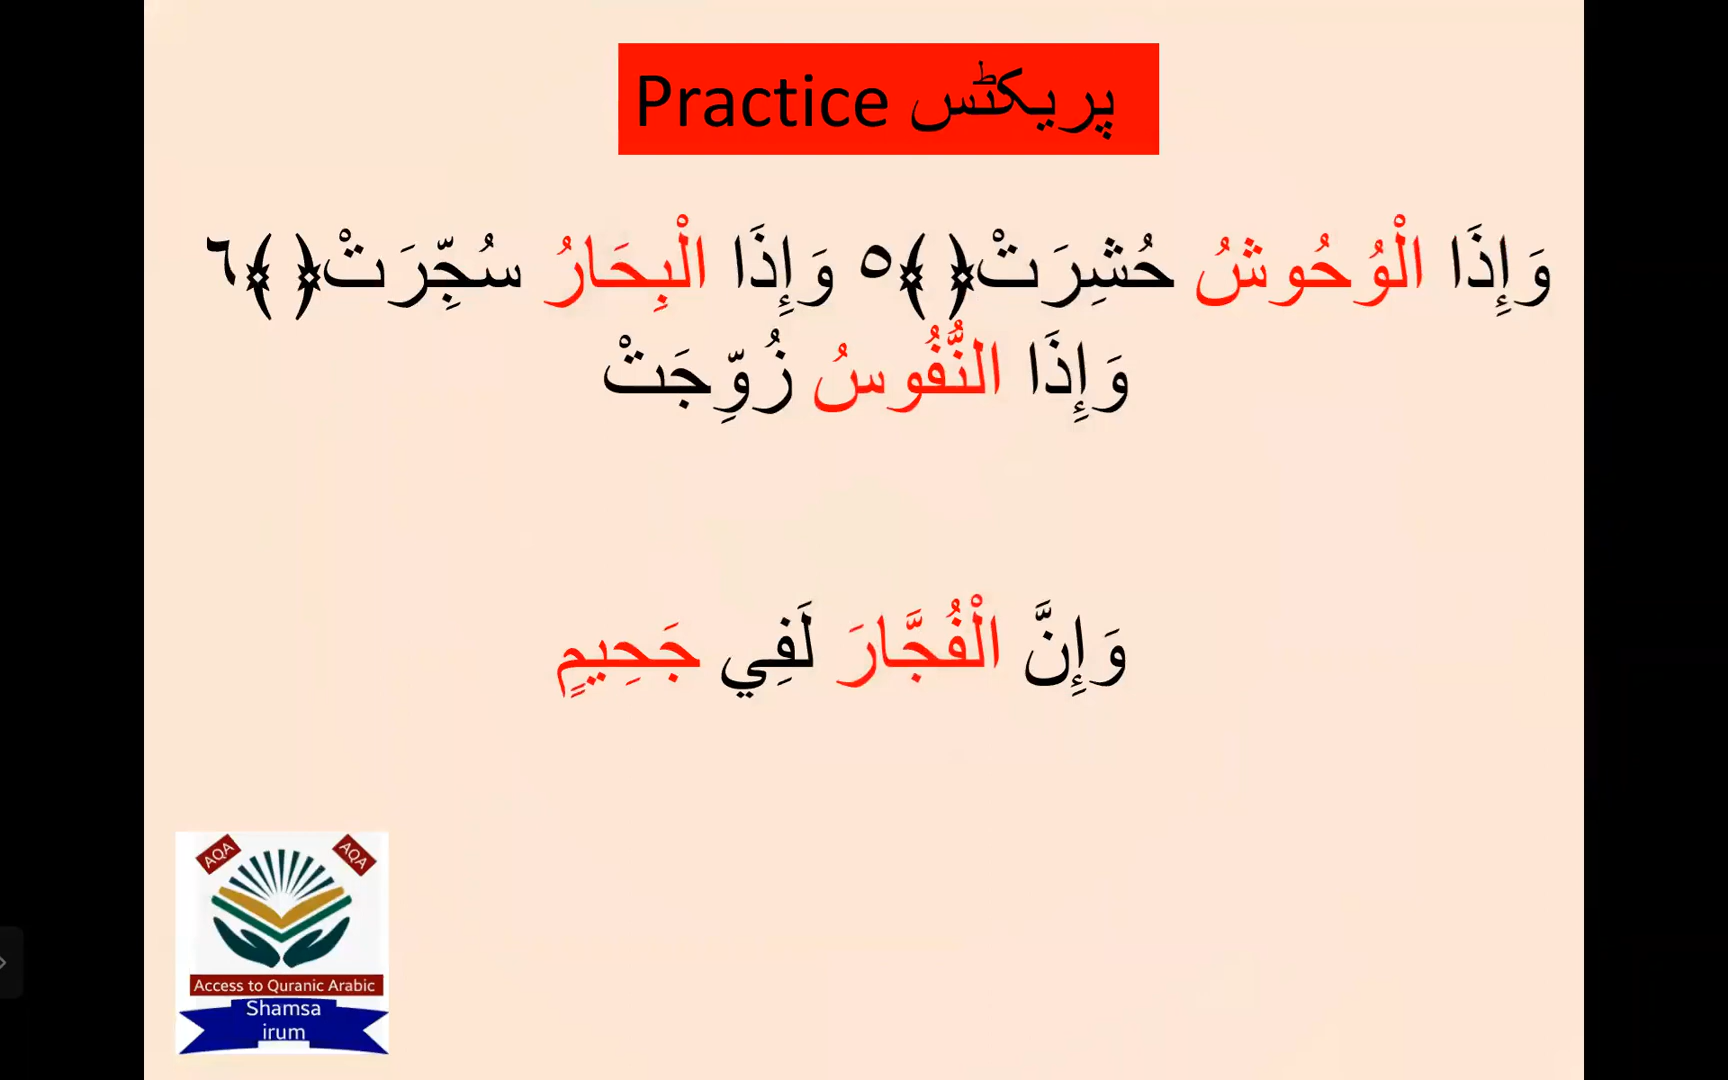 Practice پریکٹس
وَإِذَا الْوُحُوشُ حُشِرَتْ﴿ ﴾٥ وَإِذَا الْبِحَارُ سُجِّرَتْ﴿ ﴾٦
وَإِذَا النُّفُوسُ زُوِّجَتْ
وَإِنَّ الْفُجَّارَ لَفِي جَحِيمٍ
AQA AQA
Access to Quranic Arabic
Shamsa
irum